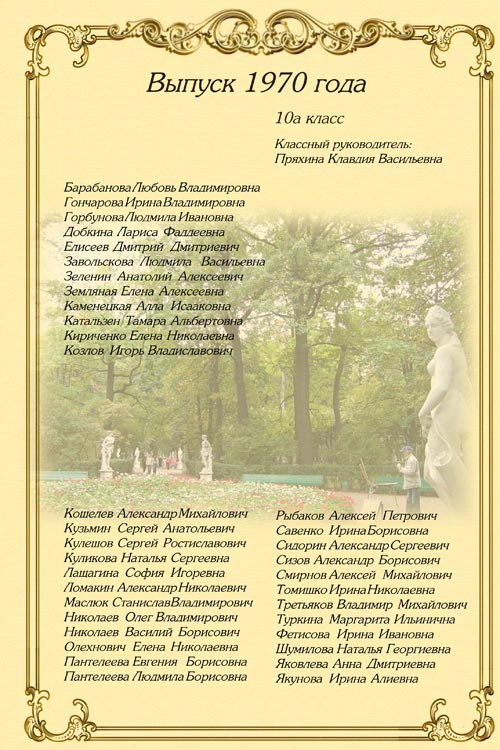 Выпуск 1970 года
10а класс
Классный руководитель:
Пряхина Клавдия Васильевна
Барабанова Любовь Владимировна
Гончарова Ирина Владимировна
Горбунова Людмила Ивановна
Добкина Лариса Фаддеевна
Елисеев Дмитрий Дмитриевич
Завольскова Людмила Васильевна
Зеленин Анатолий Алексеевич
Земляная Елена Алексеевна
Каменецкая Алла Исааковна
Катальзен Тамара Альбертовна
Кириченко Елена Николаевна
Козлов Игорь Владиславович
Кошелев Александр Михайлович
Кузьмин Сергей Анатольевич
Кулешов Сергей Ростиславович
Куликова Наталья Сергеевна
Лащагина София Игоревна
Ломакин Александр Николаевич
Маслюк Станислав Владимирович
Николаев Олег Владимирович
Николаев Василий Борисович
Олехнович Елена Николаевна
Пантелеева Евгения Борисовна
Пантелеева Людмила Борисовна
Рыбаков Алексей Петрович
Савенко Ирина Борисовна
Сидорин Александр Сергеевич
Сизов Александр Борисович
Смирнов Алексей Михайлович
Томишко Ирина Николаевна
Третьяков Владимир Михайлович
Туркина Маргарита Ильинична
Фетисова Ирина Ивановна
Шумилова Наталья Георгиевна
Яковлева Анна Дмитриевна
Якунова Ирина Алиевна